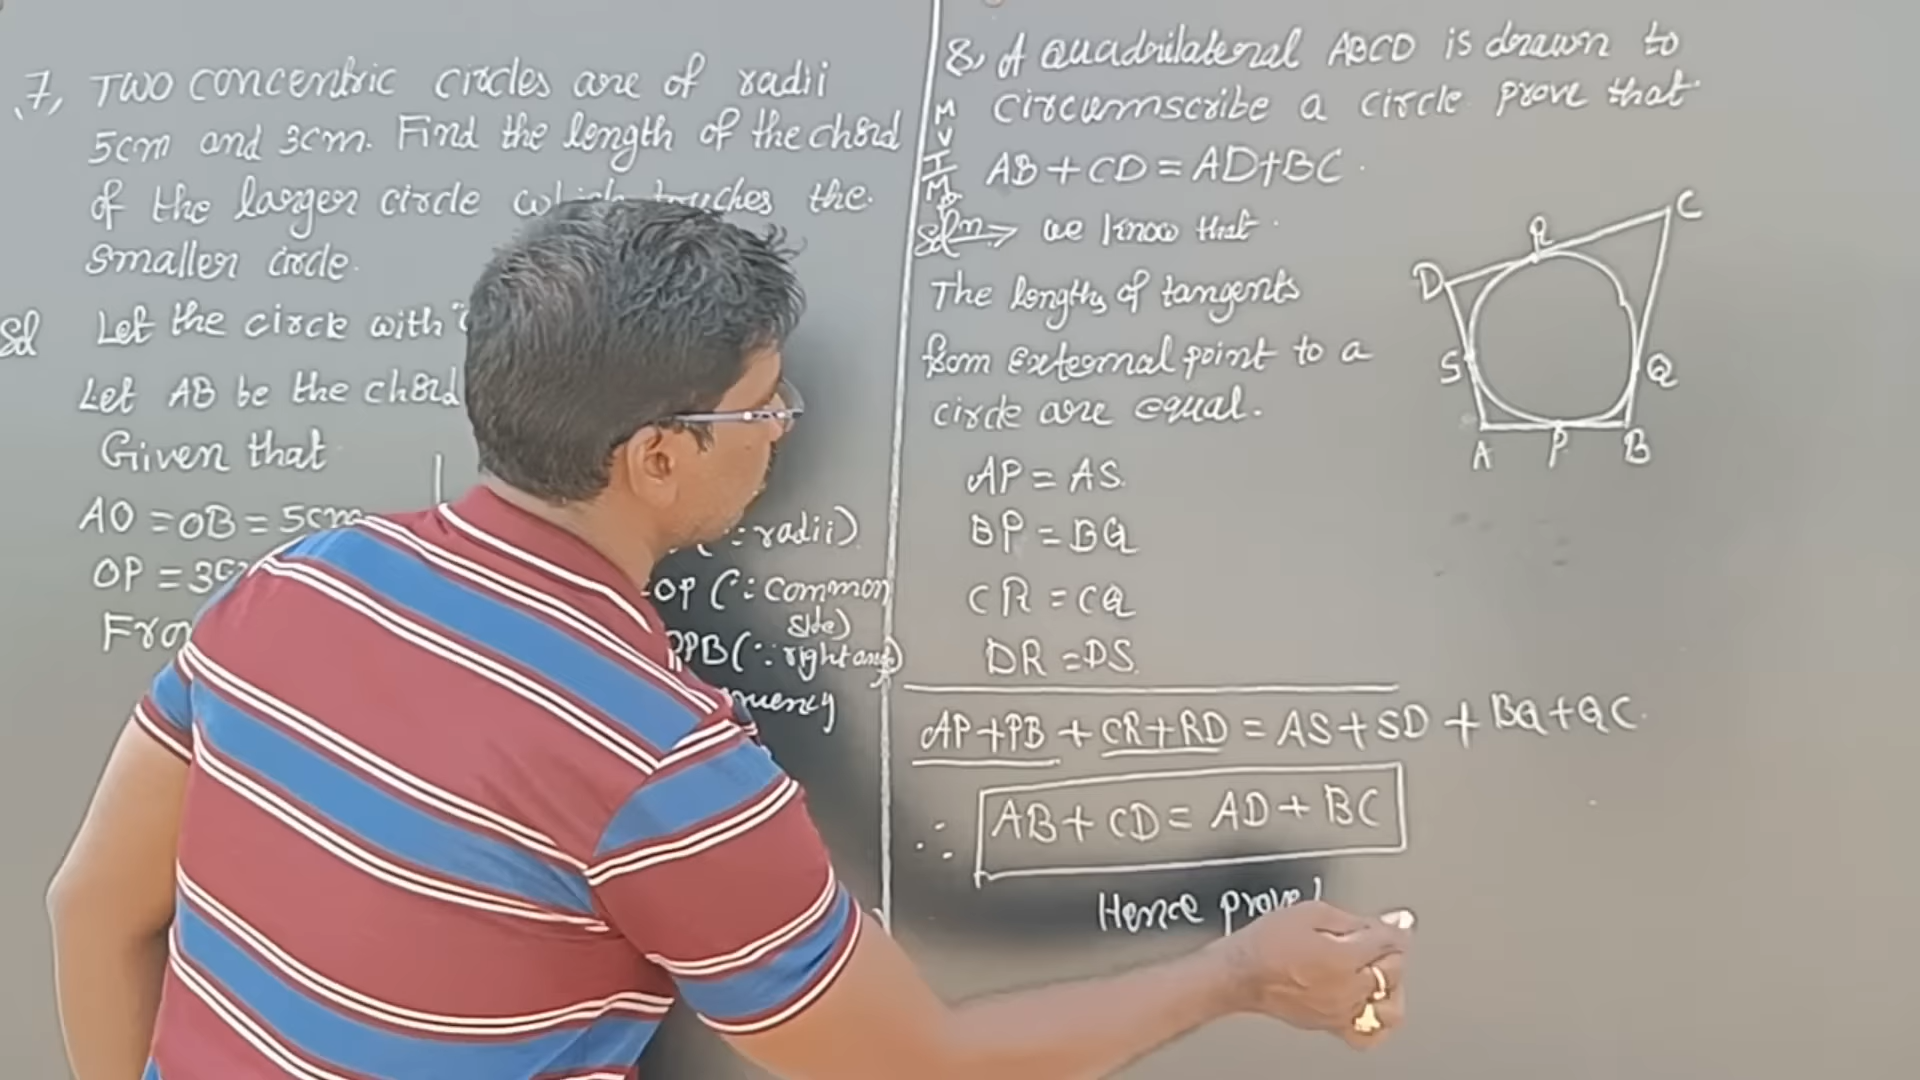 7, Two concentric circles are of radii
5cm and 3cm. Find the length of the chord
of the larger circle which touches the
smaller circle.
Sol Let the circle with
Let AB be the chord
Given that
AO = OB = 5cm
OP = 3c
(∵ radii)
OP (∵ common
side)
PB (∵ right
8, A quadrilateral ABCD is drawn to
circumscribe a circle prove that
AB + CD = AD + BC.
M
V
I
M
P
Soln → we know that
The lengths of tangents
from External point to a
circle are equal.
AP = AS.
BP = BQ
CR = CQ
DR = DS.
AP + PB + CR + RD = AS + SD + BQ + QC.
∴ AB + CD = AD + BC
Hence prove
R
C
D
S
Q
A
P
B